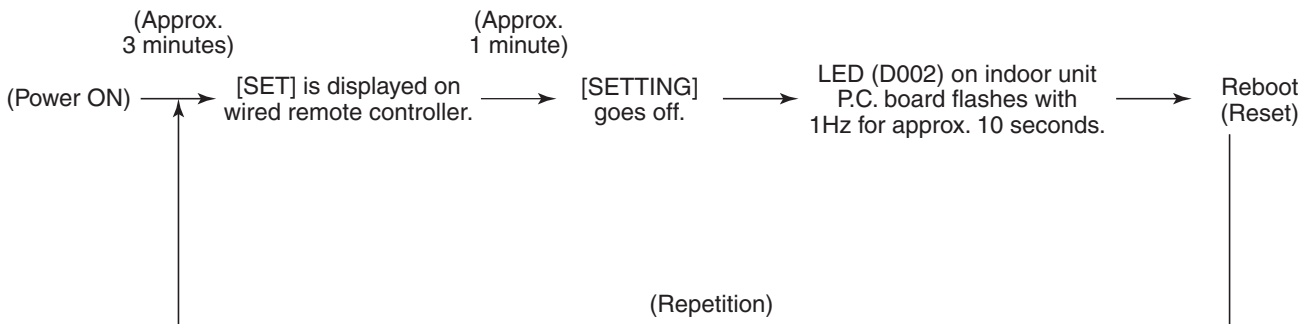 (Approx.
3 minutes)
(Approx.
1 minute)
(Power ON)
[SET] is displayed on
wired remote controller.
[SETTING]
goes off.
LED (D002) on indoor unit
P.C. board flashes with
1Hz for approx. 10 seconds.
Reboot
(Reset)
(Repetition)